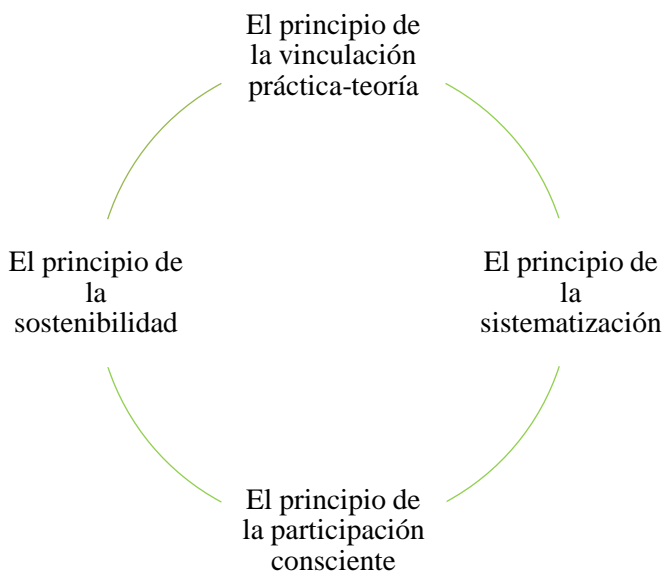 El principio de
la vinculación
práctica-teoría
El principio de
la
sostenibilidad
El principio de
la
sistematización
El principio de
la participación
consciente